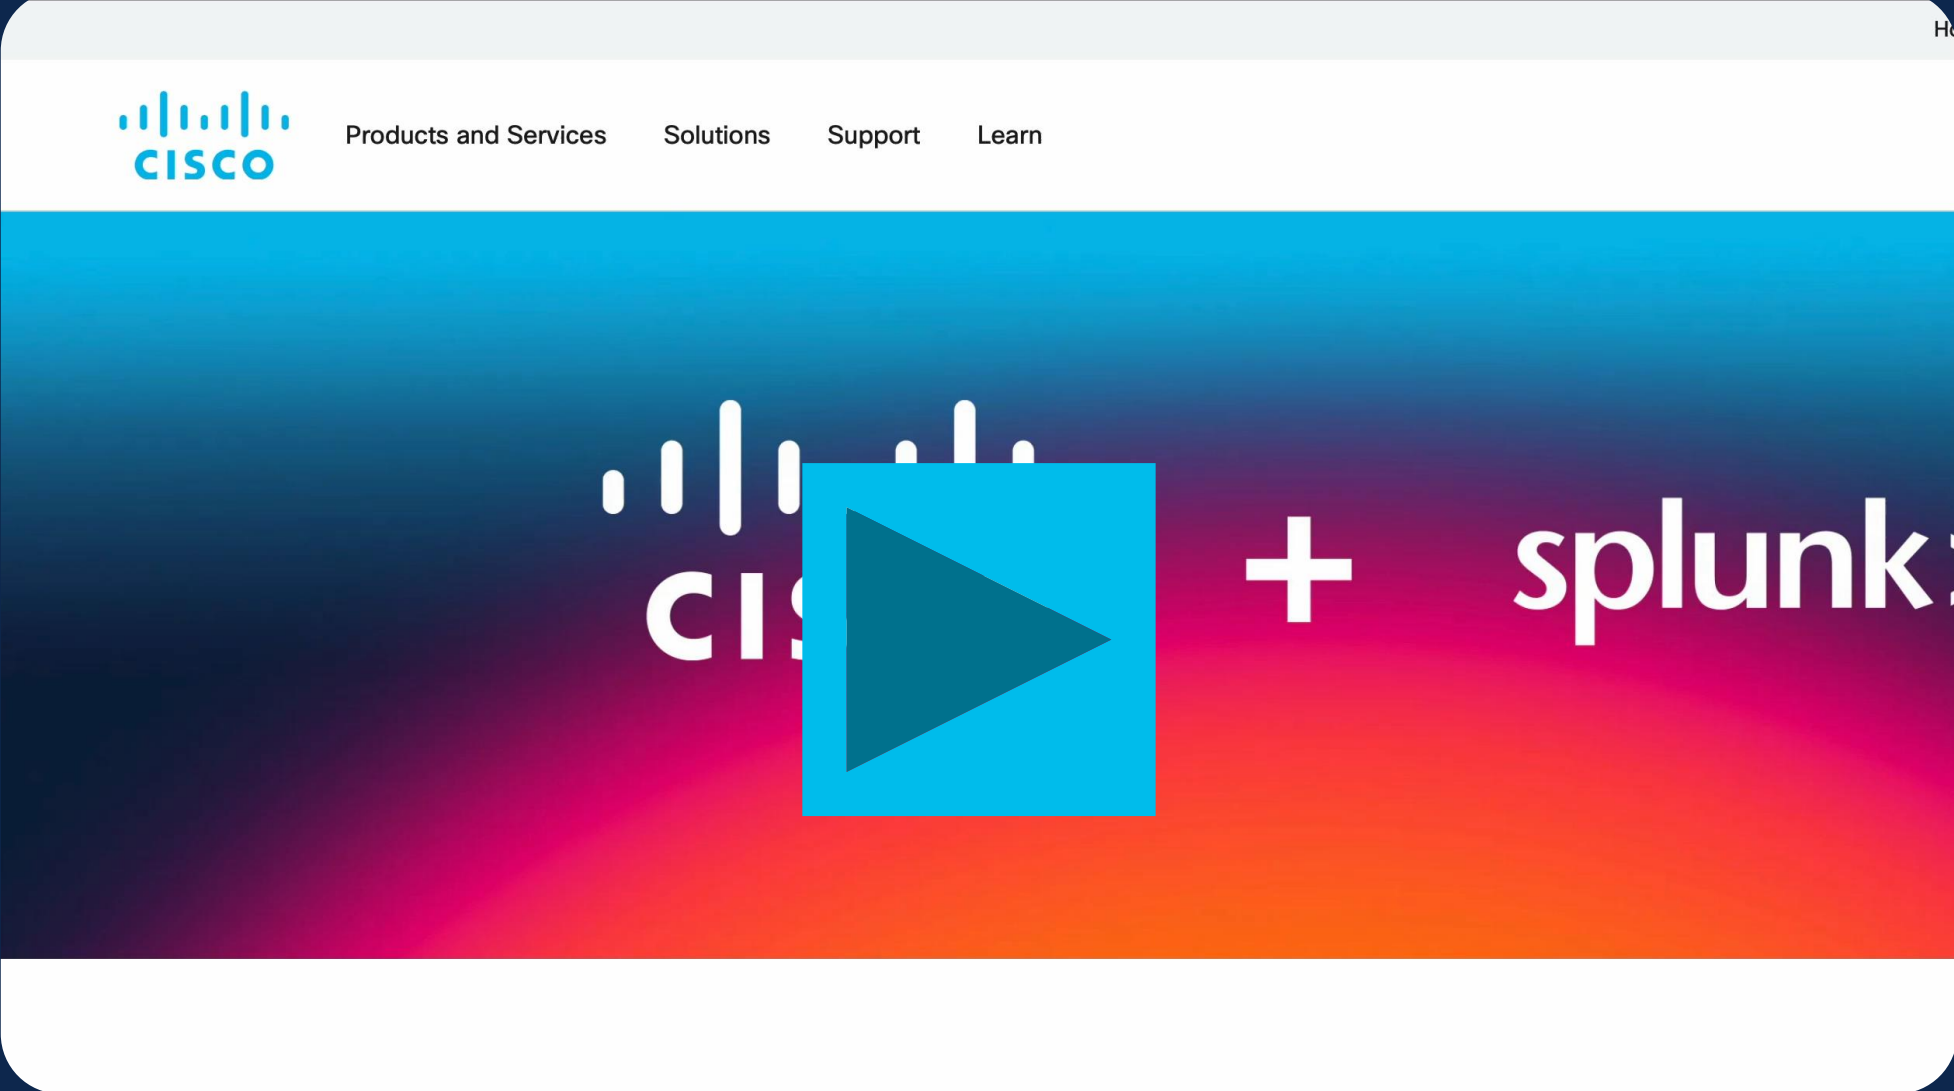 CISCO
Products and Services
Solutions
Support
Learn
+
splunk